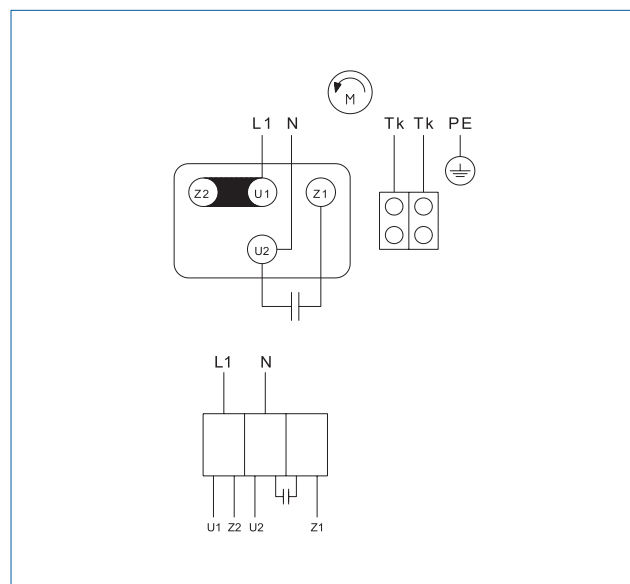 M
L1 N Tk Tk PE
Z2 U1 Z1
U2
L1 N
U1 Z2 U2 Z1